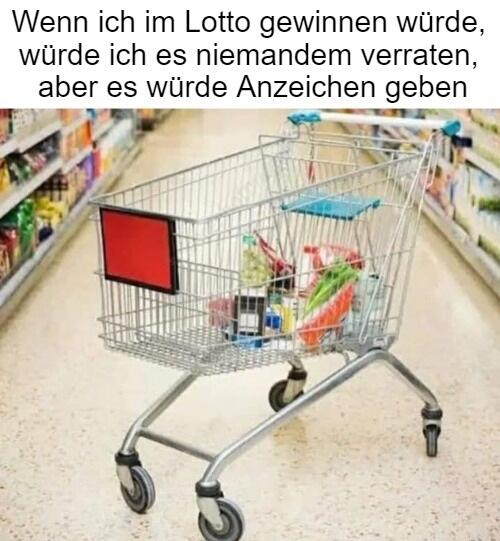 Wenn ich im Lotto gewinnen würde,
würde ich es niemandem verraten,
aber es würde Anzeichen geben